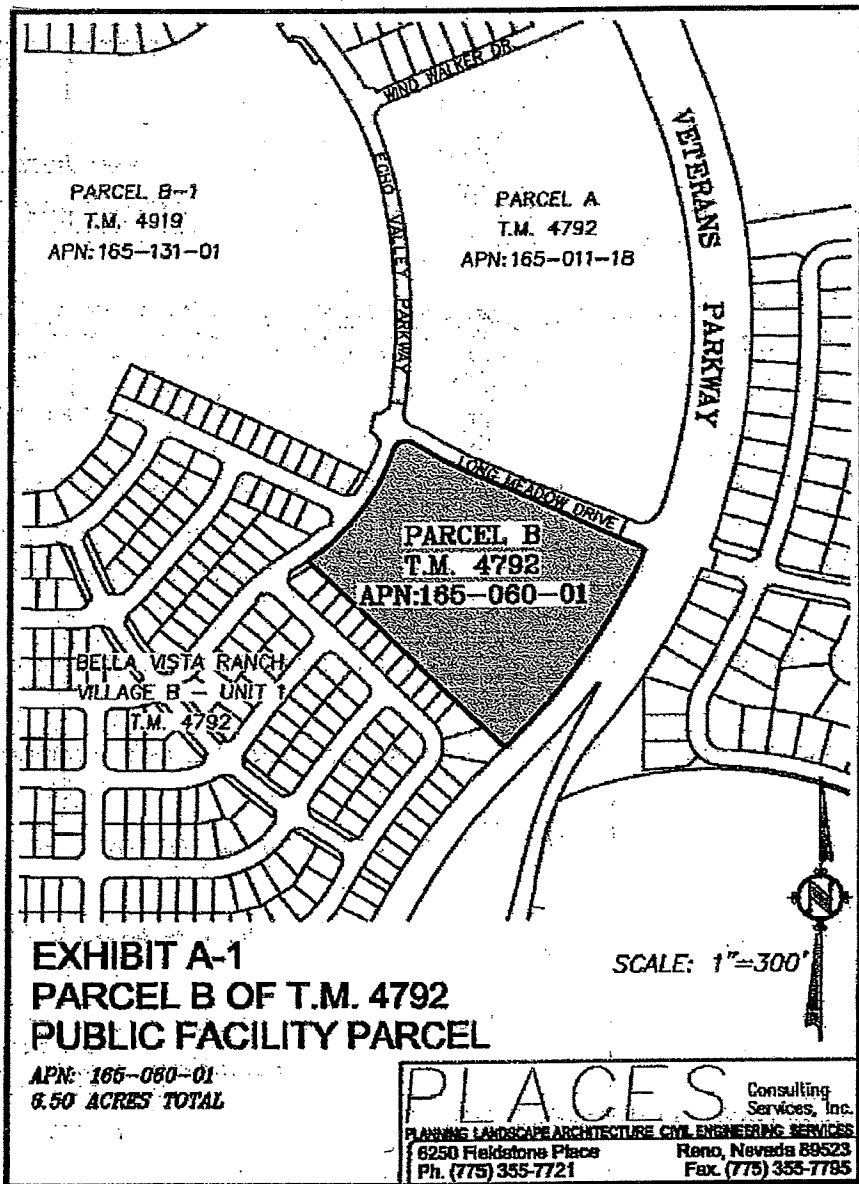 WIND WALKER DR.
ECHO VALLEY PARKWAY
VETERANS PARKWAY
PARCEL B-1
T.M. 4919
APN: 165-131-01
PARCEL A
T.M. 4792
APN: 165-011-18
LONG MEADOW DRIVE
PARCEL B
T.M. 4792
APN:165-060-01
BELLA VISTA RANCH
VILLAGE B - UNIT 1
T.M. 4792
N
EXHIBIT A-1
PARCEL B OF T.M. 4792
PUBLIC FACILITY PARCEL
SCALE: 1"=300'
APN: 165-060-01
6.50 ACRES TOTAL
PLACES Consulting
Services, Inc.
PLANNING LANDSCAPE ARCHITECTURE CIVIL ENGINEERING SERVICES
6250 Fieldstone Place Reno, Nevada 89523
Ph. (775) 355-7721 Fax. (775) 355-7785